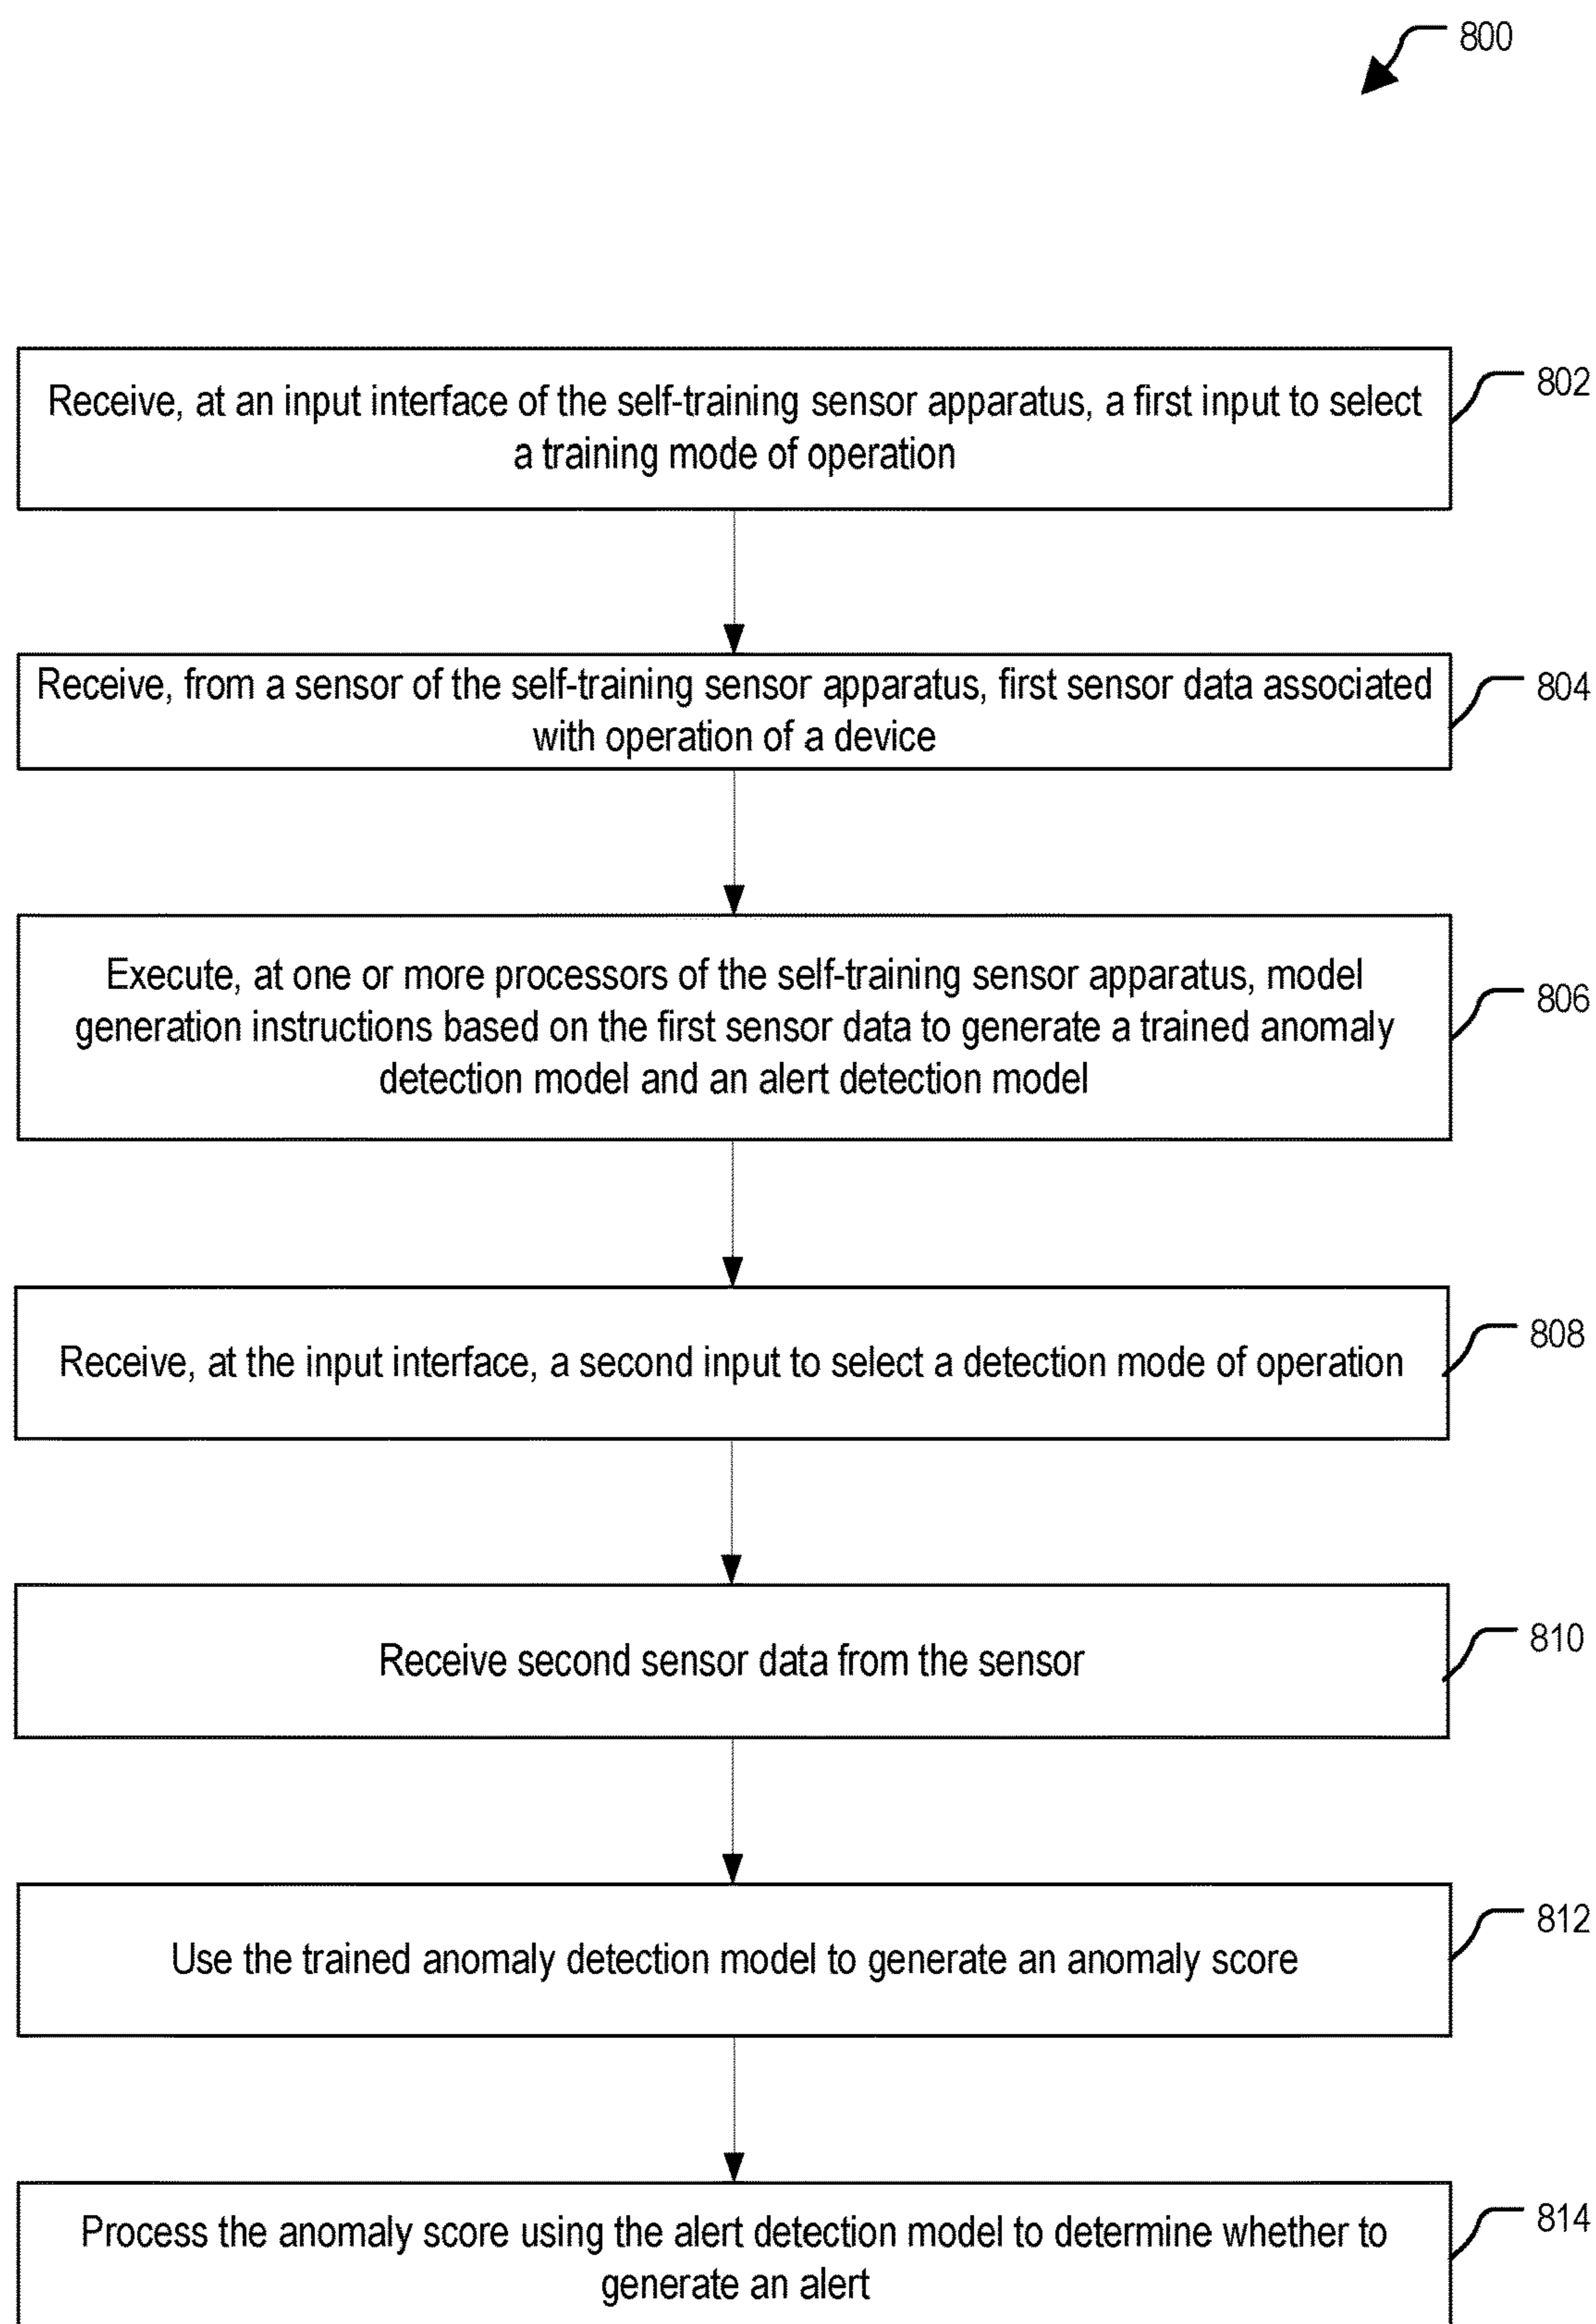 800
Receive, at an input interface of the self-training sensor apparatus, a first input to select
a training mode of operation
802
Receive, from a sensor of the self-training sensor apparatus, first sensor data associated
with operation of a device
804
Execute, at one or more processors of the self-training sensor apparatus, model
generation instructions based on the first sensor data to generate a trained anomaly
detection model and an alert detection model
806
Receive, at the input interface, a second input to select a detection mode of operation
808
Receive second sensor data from the sensor
810
Use the trained anomaly detection model to generate an anomaly score
812
Process the anomaly score using the alert detection model to determine whether to
generate an alert
814